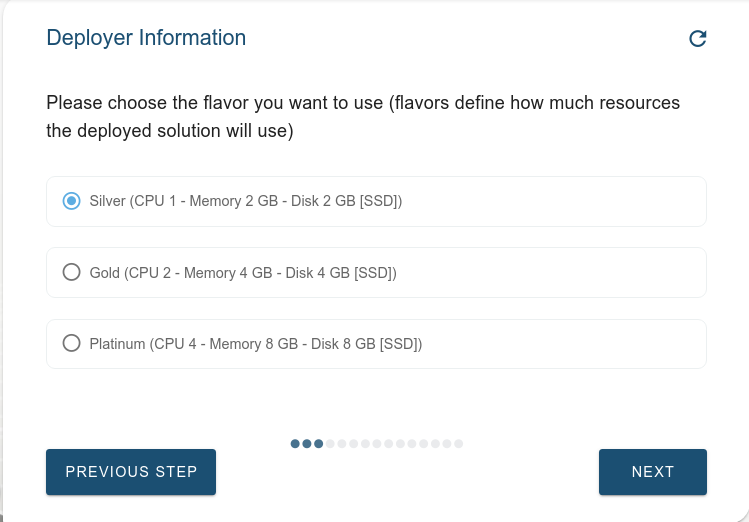 Deployer Information
Please choose the flavor you want to use (flavors define how much resources
the deployed solution will use)
Silver (CPU 1 - Memory 2 GB - Disk 2 GB [SSD])
Gold (CPU 2 - Memory 4 GB - Disk 4 GB [SSD])
Platinum (CPU 4 - Memory 8 GB - Disk 8 GB [SSD])
PREVIOUS STEP
NEXT